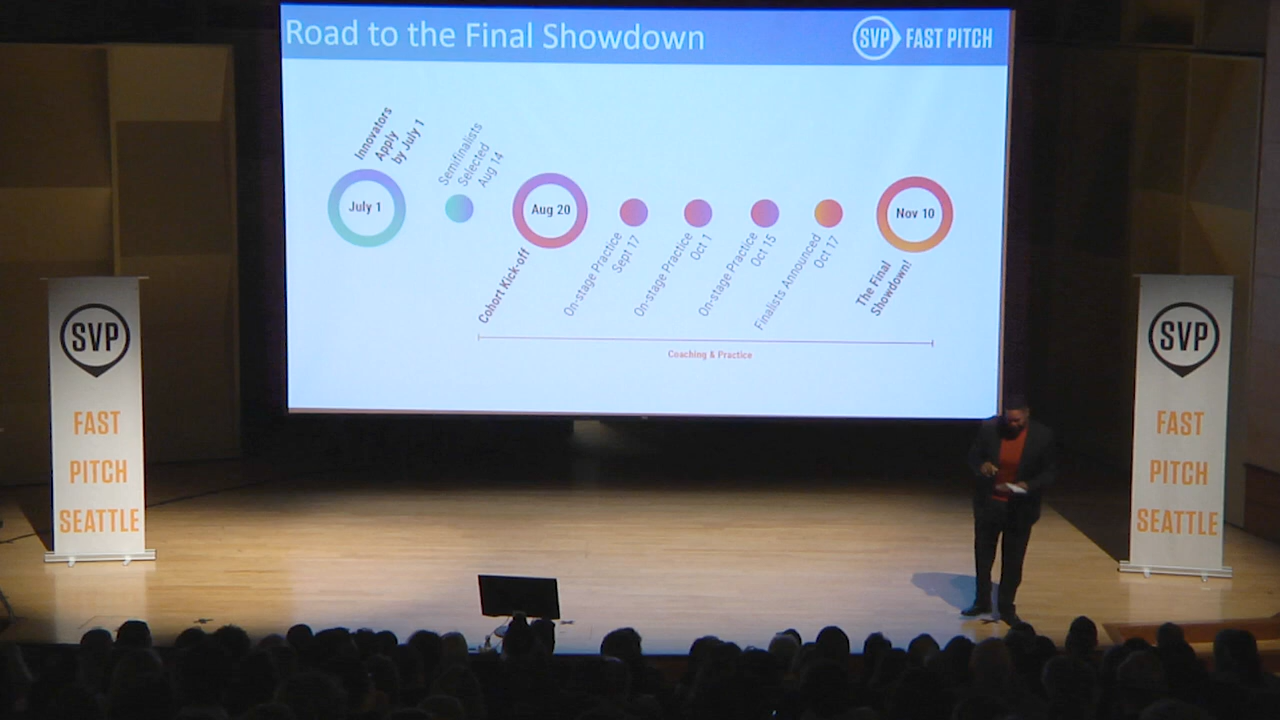 Road to the Final Showdown
SVP FAST PITCH
Innovators
Apply
by July 1
Semifinalists
Selected
Aug 14
July 1
Aug 20
Nov 10
Cohort Kick-off
On-stage Practice
Sept 17
On-stage Practice
Oct 1
On-stage Practice
Oct 15
Finalists Announced
Oct 17
The Final
Showdown!
Coaching & Practice
SVP
FAST
PITCH
SEATTLE
SVP
FAST
PITCH
SEATTLE